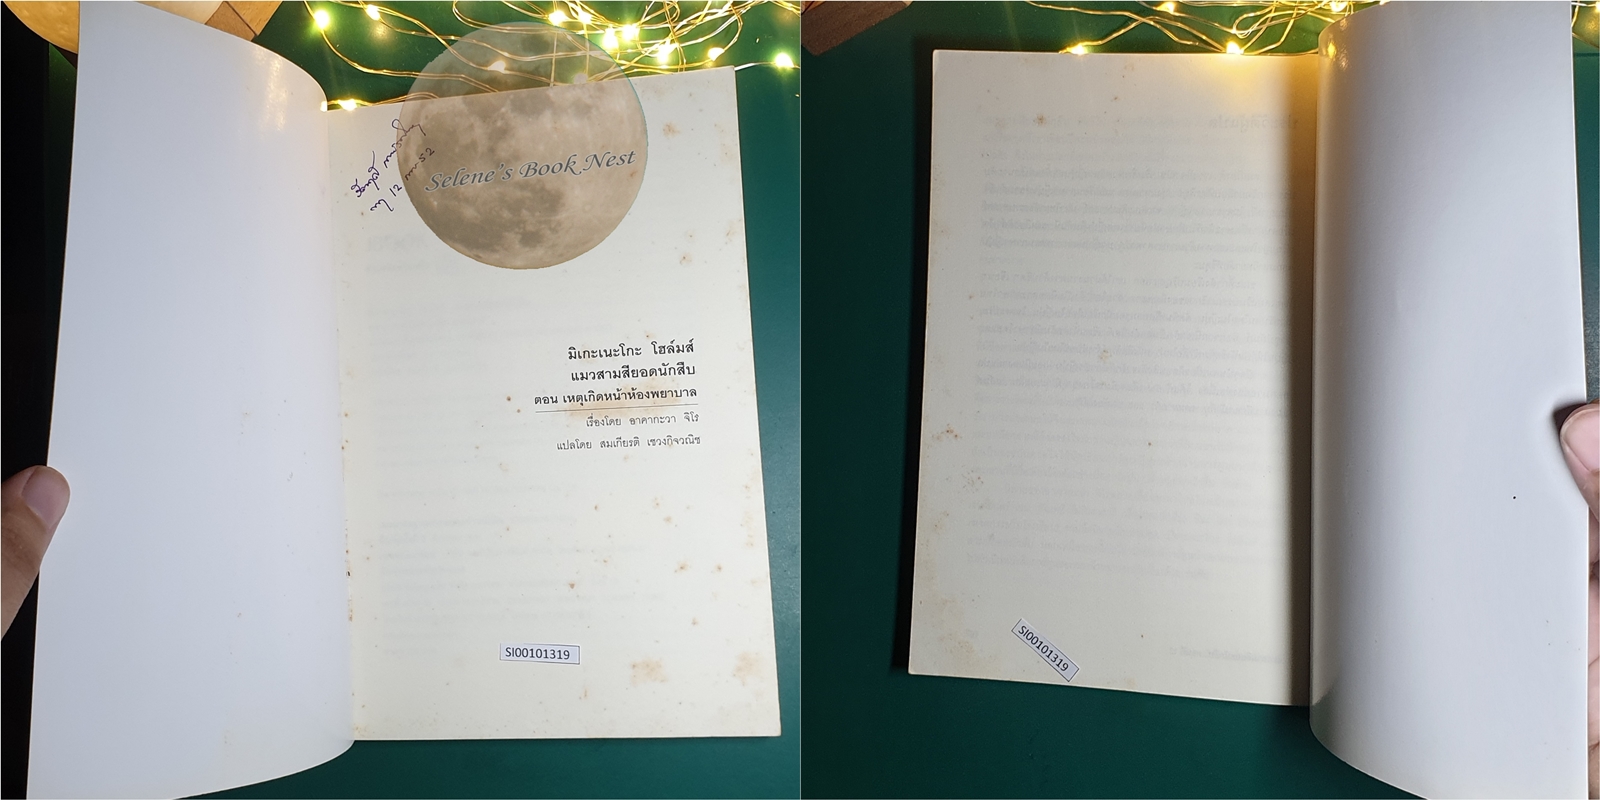 12
52
Selene's Book Nest
มิเกะเนะโกะ โฮล์มส์
แมวสามสียอดนักสืบ
ตอน เหตุเกิดหน้าห้องพยาบาล
เรื่องโดย อาคากะวา จิโร
แปลโดย สมเกียรติ เชวงกิจวณิช
SI00101319
SI00101319